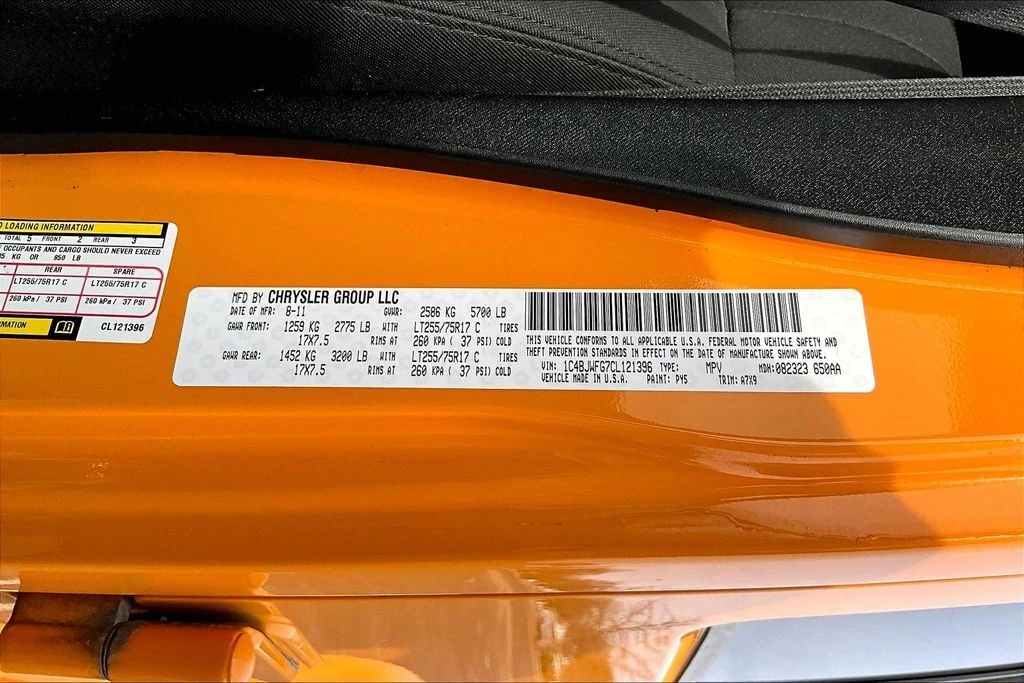 LOADING INFORMATION
TOTAL 5 FRONT 2 REAR 3
OCCUPANTS AND CARGO SHOULD NEVER EXCEED
KG OR 850 LB
REAR SPARE
LT255/75R17 C LT255/75R17 C
260 kPa / 37 PSI 260 kPa / 37 PSI
CL121396
MFD BY CHRYSLER GROUP LLC
DATE OF MFR: 8-11 GVWR: 2586 KG 5700 LB
GAWR FRONT: 1259 KG 2775 LB WITH LT255/75R17 C TIRES
17X7.5 RIMS AT 260 KPA ( 37 PSI) COLD
GAWR REAR: 1452 KG 3200 LB WITH LT255/75R17 C TIRES
17X7.5 RIMS AT 260 KPA ( 37 PSI) COLD
THIS VEHICLE CONFORMS TO ALL APPLICABLE U.S.A. FEDERAL MOTOR VEHICLE SAFETY AND
THEFT PREVENTION STANDARDS IN EFFECT ON THE DATE OF MANUFACTURE SHOWN ABOVE.
VIN: 1C4BJWFG7CL121396 TYPE: MPV MDH:082323 650AA
VEHICLE MADE IN U.S.A. PAINT: PY5 TRIM: A7X9